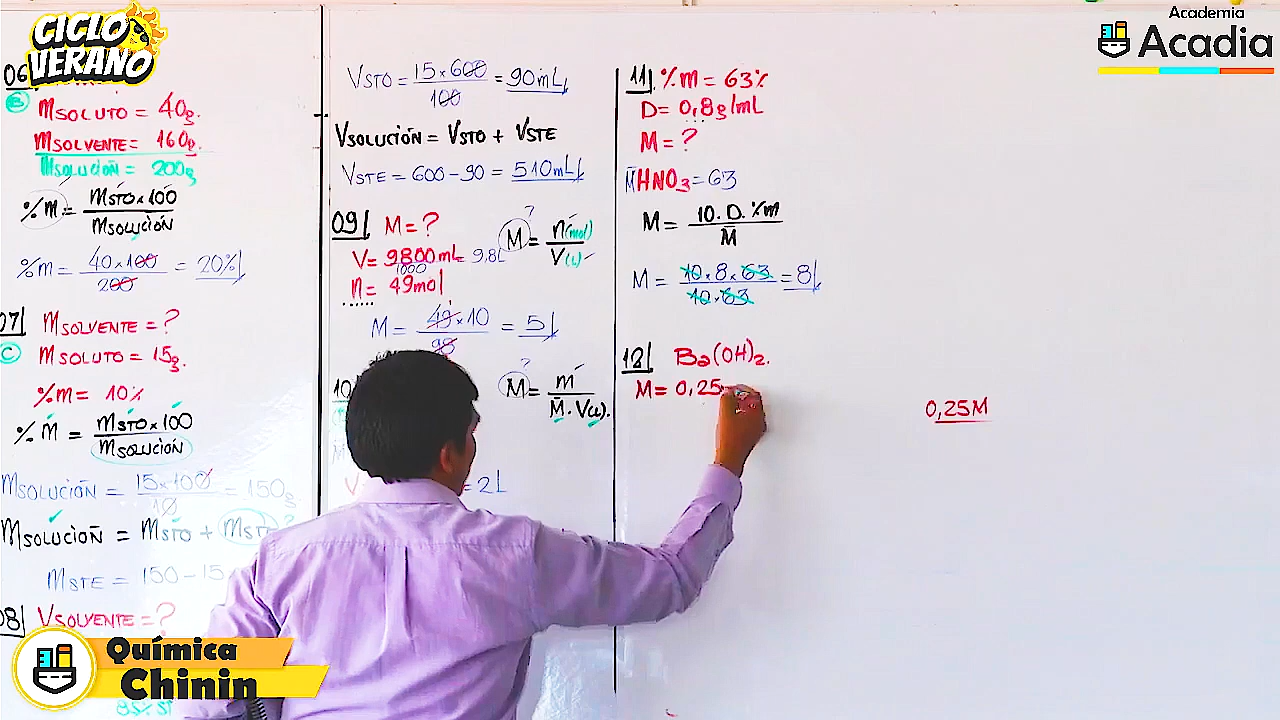 CICLO
VERANO
Academia
Acadia
06
B
MSOLUTO = 40g.
MSOLVENTE = 160g.
MSOLUCIÓN = 200g
%M = MSTO×100
MSOLUCIÓN
%M = 40×100 = 20%
200
07 MSOLVENTE = ?
C MSOLUTO = 15g.
%M = 10%
%M = MSTO×100
MSOLUCIÓN
MSOLUCIÓN = 15×100 = 150g
10
MSOLUCIÓN = MSTO + MSTE ?
MSTE = 150-15
08 VSOLVENTE = ?
VSTO = 15×600 = 90mL
100
VSOLUCIÓN = VSTO + VSTE
VSTE = 600-90 = 510mL
09 M = ?
V = 9800mL = 9.8L
1000
n = 49mol
?
M = n(mol)
V(L)
M = 49×10 = 5
98
10
?
M = m
M̄.V(L).
= 2L
11 %m = 63%
D = 0,8g/mL
M = ?
M̄HNO3 = 63
M = 10.D.%m
M̄
M = 10×8×63 = 8
10.63
12 Ba(OH)2.
M = 0,25
0,25M
Química
Chinin